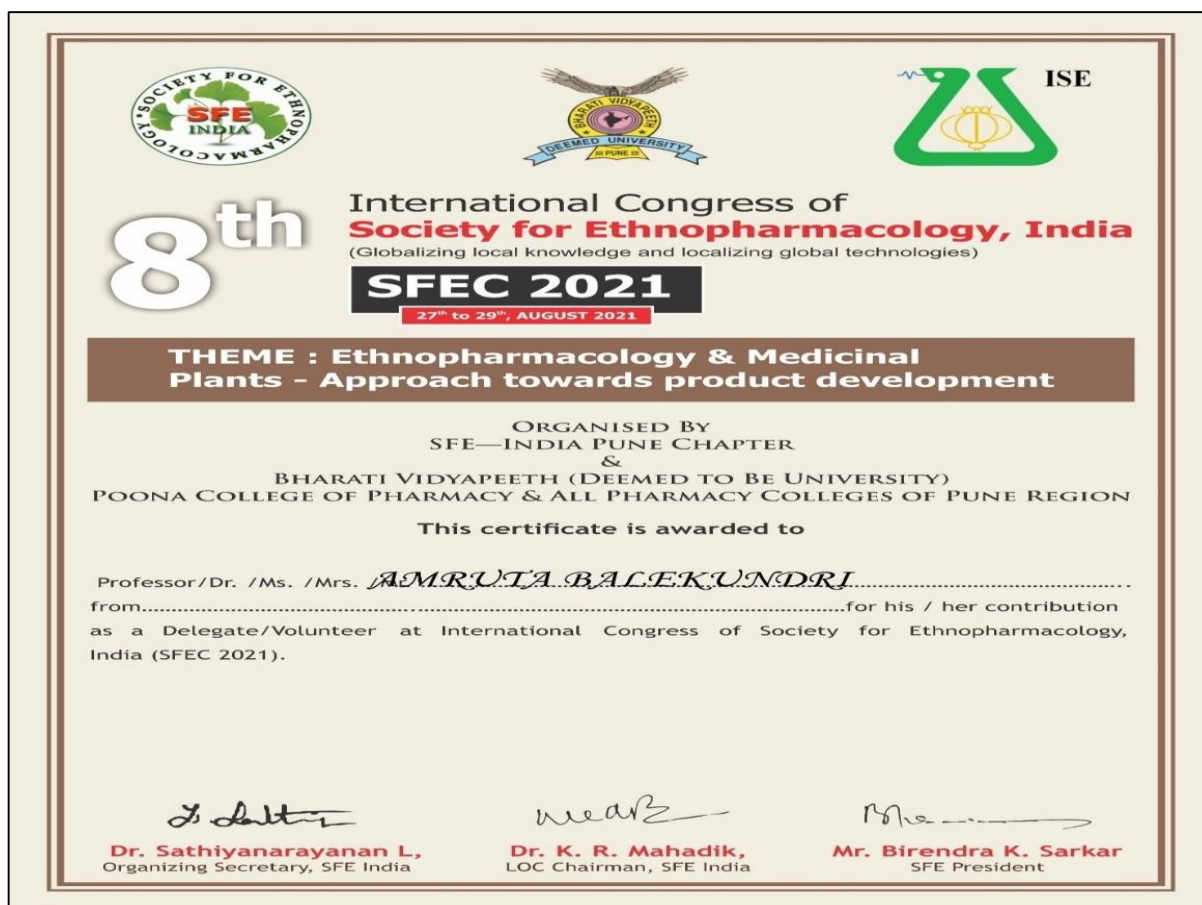 SOCIETY FOR ETHNOPHARMACOLOGY
SFE
INDIA
BHARATI VIDYAPEETH
DEEMED UNIVERSITY
PUNE
ISE
8th
International Congress of
Society for Ethnopharmacology, India
(Globalizing local knowledge and localizing global technologies)
SFEC 2021
27th to 29th, AUGUST 2021
THEME : Ethnopharmacology & Medicinal
Plants - Approach towards product development
ORGANISED BY
SFE—INDIA PUNE CHAPTER
&
BHARATI VIDYAPEETH (DEEMED TO BE UNIVERSITY)
POONA COLLEGE OF PHARMACY & ALL PHARMACY COLLEGES OF PUNE REGION
This certificate is awarded to
Professor/Dr. /Ms. /Mrs. AMRUTA BALEKUNDRI
from for his / her contribution
as a Delegate/Volunteer at International Congress of Society for Ethnopharmacology,
India (SFEC 2021).
Dr. Sathiyanarayanan L,
Organizing Secretary, SFE India
Dr. K. R. Mahadik,
LOC Chairman, SFE India
Mr. Birendra K. Sarkar
SFE President